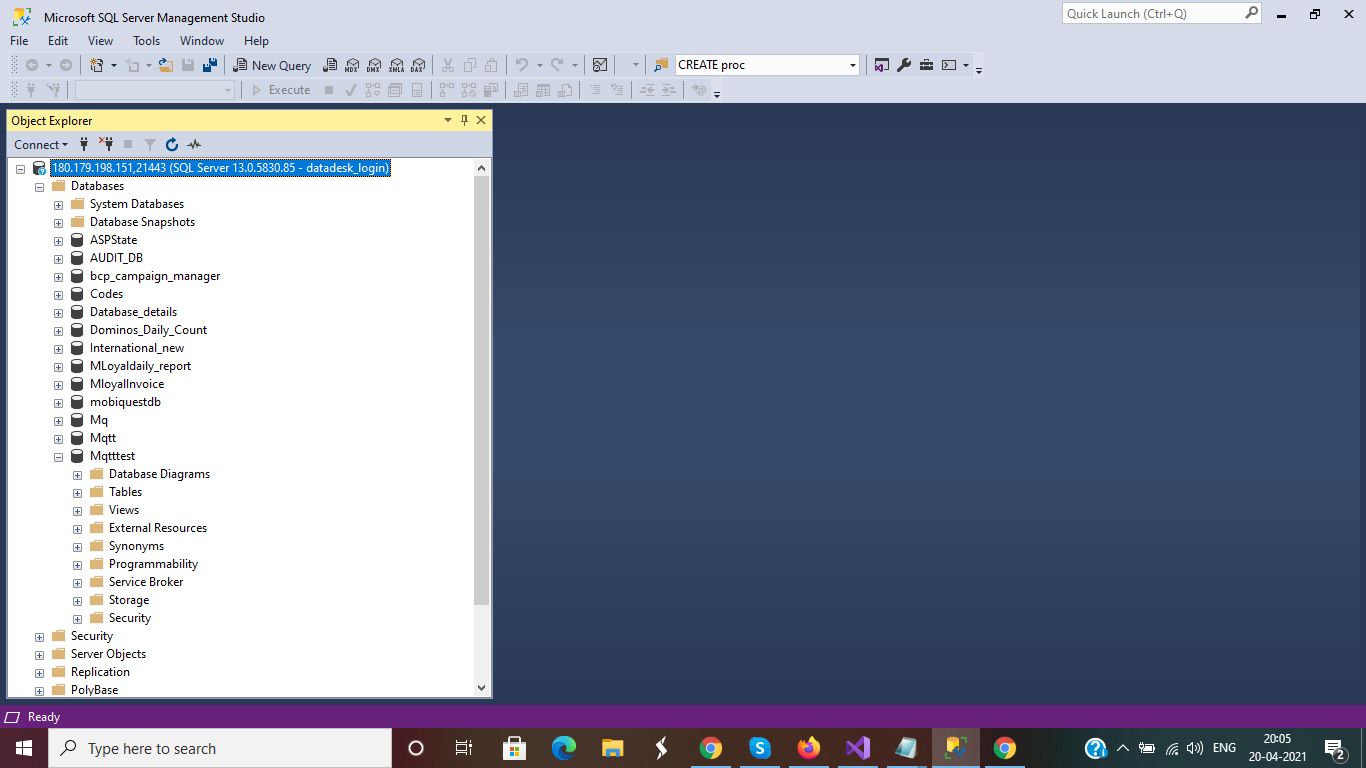 Microsoft SQL Server Management Studio
Quick Launch (Ctrl+Q)
File Edit View Tools Window Help
New Query
MDX DMX XMLA DAX
CREATE proc
Execute
Object Explorer
Connect
180.179.198.151,21443 (SQL Server 13.0.5830.85 - datadesk_login)
Databases
System Databases
Database Snapshots
ASPState
AUDIT_DB
bcp_campaign_manager
Codes
Database_details
Dominos_Daily_Count
International_new
MLoyaldaily_report
MloyalInvoice
mobiquestdb
Mq
Mqtt
Mqtttest
Database Diagrams
Tables
Views
External Resources
Synonyms
Programmability
Service Broker
Storage
Security
Security
Server Objects
Replication
PolyBase
Ready
Type here to search
ENG
20:05
20-04-2021
2